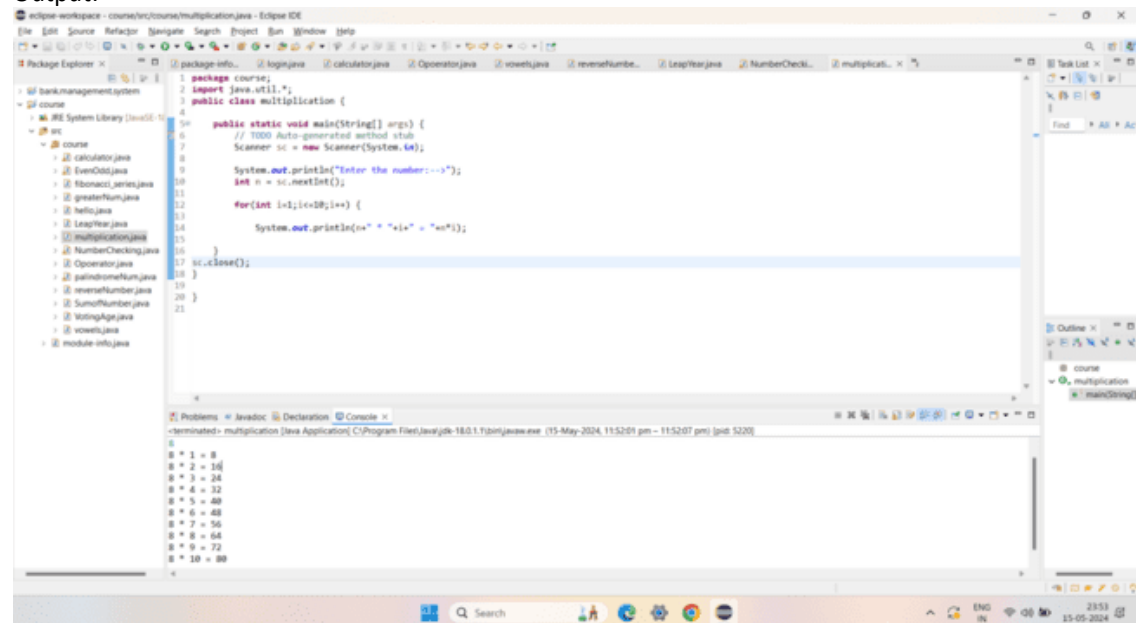 Output:
eclipse-workspace - course/src/course/multiplication.java - Eclipse IDE
File Edit Source Refactor Navigate Search Project Run Window Help
Package Explorer ×
bank.management.system
course
JRE System Library [JavaSE-1
src
course
calculator.java
EvenOdd.java
fibonacci_series.java
greaterNum.java
hello.java
LeapYear.java
multiplication.java
NumberChecking.java
Opoerator.java
palindromeNum.java
reverseNumber.java
SumofNumber.java
VotingAge.java
vowels.java
module-info.java
package-info... login.java calculator.java Opoerator.java vowels.java reverseNumbe... LeapYear.java NumberChecki... multiplicati... ×
1 package course;
2 import java.util.*;
3 public class multiplication {
4
5 public static void main(String[] args) {
6 // TODO Auto-generated method stub
7 Scanner sc = new Scanner(System.in);
8
9 System.out.println("Enter the number:-->");
10 int n = sc.nextInt();
11
12 for(int i=1;i<=10;i++) {
13
14 System.out.println(n+" * "+i+" = "+n*i);
15
16 }
17 sc.close();
18 }
19
20 }
21
Problems Javadoc Declaration Console ×
<terminated> multiplication [Java Application] C:\Program Files\Java\jdk-18.0.1.1\bin\javaw.exe (15-May-2024, 11:52:01 pm – 11:52:07 pm) [pid: 5220]
8
8 * 1 = 8
8 * 2 = 16
8 * 3 = 24
8 * 4 = 32
8 * 5 = 40
8 * 6 = 48
8 * 7 = 56
8 * 8 = 64
8 * 9 = 72
8 * 10 = 80
Task List ×
Find All Ac
Outline ×
course
multiplication
main(String[]
Search
ENG
IN
23:53
15-05-2024